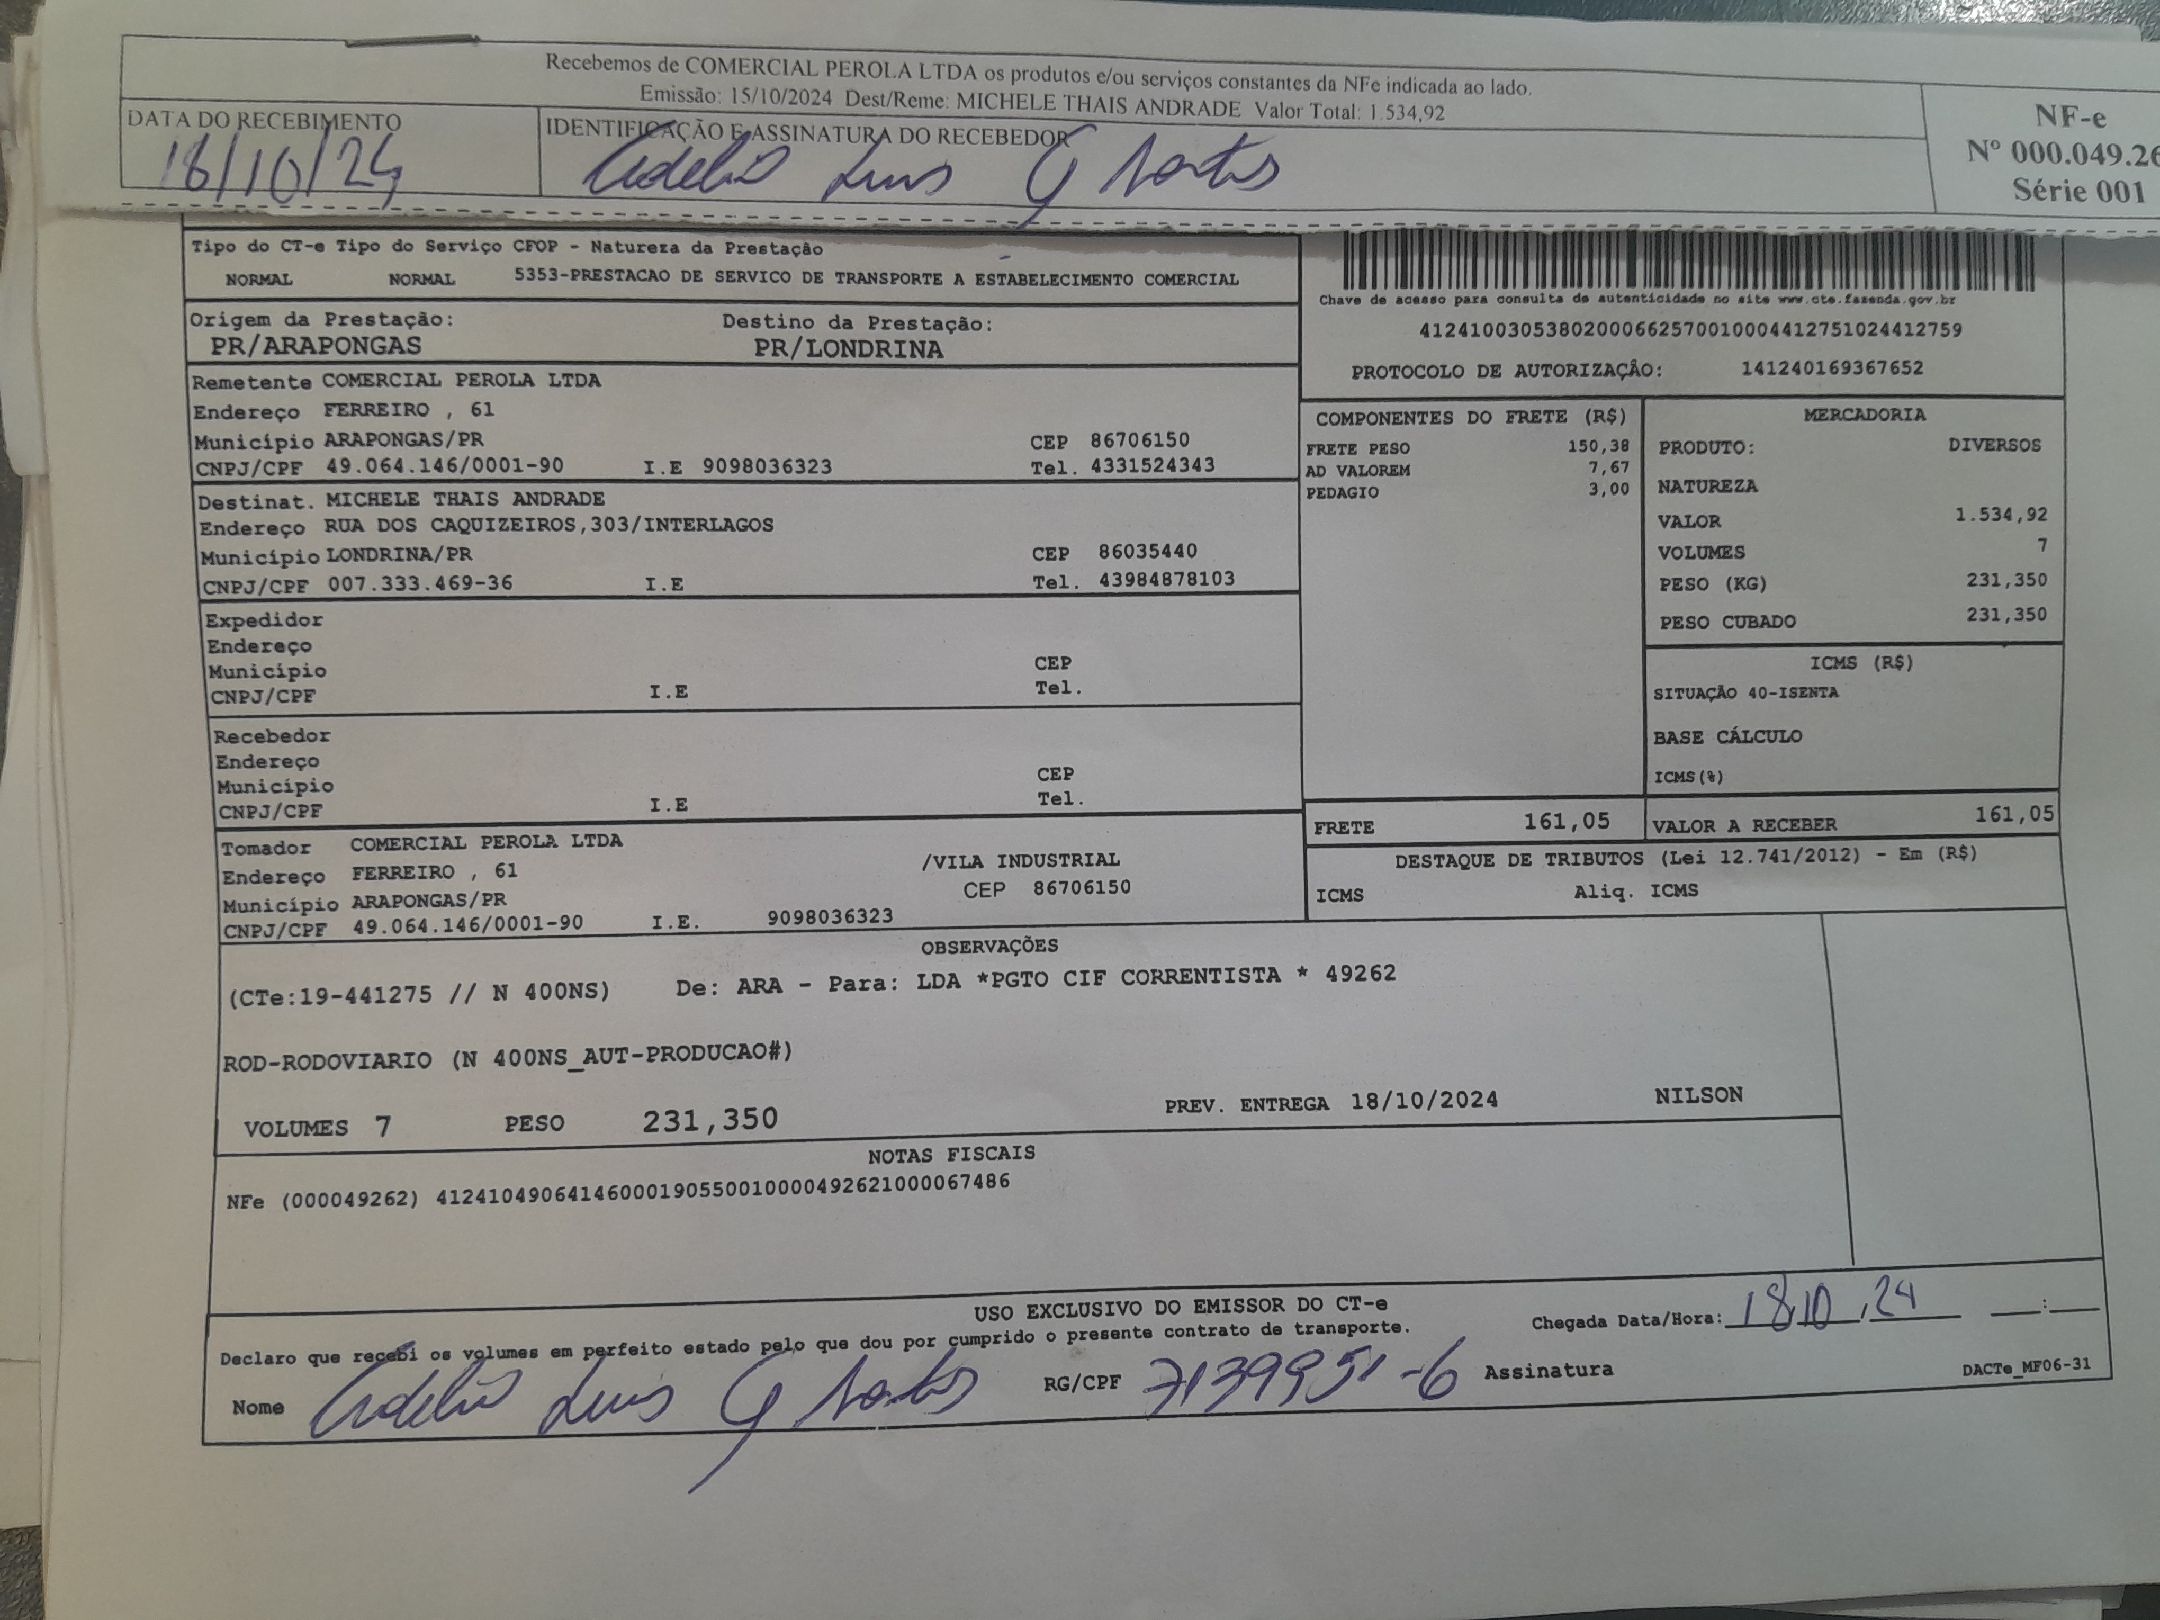 Recebemos de COMERCIAL PEROLA LTDA os produtos e/ou serviços constantes da NFe indicada ao lado.
Emissão: 15/10/2024 Dest/Reme: MICHELE THAIS ANDRADE Valor Total: 1.534,92
NF-e
Nº 000.049.26
Série 001
DATA DO RECEBIMENTO
IDENTIFICAÇÃO E ASSINATURA DO RECEBEDOR
/10/24 Luis
Tipo do CT-e Tipo do Serviço CFOP - Natureza da Prestação
NORMAL NORMAL 5353-PRESTACAO DE SERVICO DE TRANSPORTE A ESTABELECIMENTO COMERCIAL
Chave de acesso para consulta de autenticidade no site www.cte.fazenda.gov.br
41241003053802000662570010004412751024412759
PROTOCOLO DE AUTORIZAÇÃO: 141240169367652
Origem da Prestação: Destino da Prestação:
PR/ARAPONGAS PR/LONDRINA
Remetente COMERCIAL PEROLA LTDA
Endereço FERREIRO , 61
Município ARAPONGAS/PR CEP 86706150
CNPJ/CPF 49.064.146/0001-90 I.E 9098036323 Tel. 4331524343
Destinat. MICHELE THAIS ANDRADE
Endereço RUA DOS CAQUIZEIROS,303/INTERLAGOS
Município LONDRINA/PR CEP 86035440
CNPJ/CPF 007.333.469-36 I.E Tel. 43984878103
Expedidor
Endereço
Município CEP
CNPJ/CPF I.E Tel.
Recebedor
Endereço
Município CEP
CNPJ/CPF I.E Tel.
Tomador COMERCIAL PEROLA LTDA
Endereço FERREIRO , 61 /VILA INDUSTRIAL
Município ARAPONGAS/PR CEP 86706150
CNPJ/CPF 49.064.146/0001-90 I.E. 9098036323
COMPONENTES DO FRETE (R$)
FRETE PESO 150,38
AD VALOREM 7,67
PEDAGIO 3,00
MERCADORIA
PRODUTO: DIVERSOS
NATUREZA
VALOR 1.534,92
VOLUMES 7
PESO (KG) 231,350
PESO CUBADO 231,350
ICMS (R$)
SITUAÇÃO 40-ISENTA
BASE CÁLCULO
ICMS(%)
FRETE 161,05 VALOR A RECEBER 161,05
DESTAQUE DE TRIBUTOS (Lei 12.741/2012) - Em (R$)
ICMS Aliq. ICMS
OBSERVAÇÕES
(CTe:19-441275 // N 400NS) De: ARA - Para: LDA *PGTO CIF CORRENTISTA * 49262
ROD-RODOVIARIO (N 400NS_AUT-PRODUCAO#)
VOLUMES 7 PESO 231,350 PREV. ENTREGA 18/10/2024 NILSON
NOTAS FISCAIS
NFe (000049262) 41241049064146000190550010000492621000067486
USO EXCLUSIVO DO EMISSOR DO CT-e
Declaro que recebi os volumes em perfeito estado pelo que dou por cumprido o presente contrato de transporte.
Chegada Data/Hora: 18,10,24 :
Nome Luis RG/CPF 7139951-6 Assinatura
DACTe_MF06-31